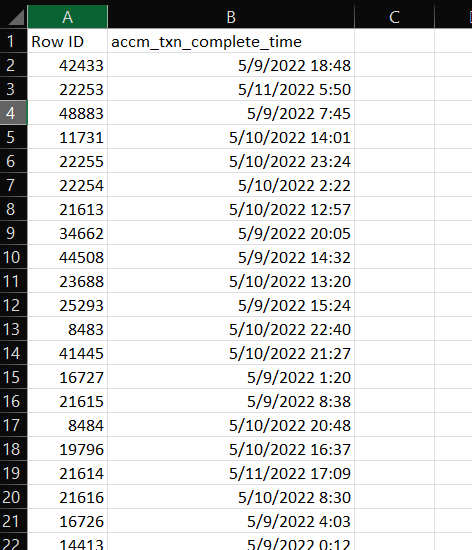 A B C
1 Row ID accm_txn_complete_time
2 42433 5/9/2022 18:48
3 22253 5/11/2022 5:50
4 48883 5/9/2022 7:45
5 11731 5/10/2022 14:01
6 22255 5/10/2022 23:24
7 22254 5/10/2022 2:22
8 21613 5/10/2022 12:57
9 34662 5/9/2022 20:05
10 44508 5/9/2022 14:32
11 23688 5/10/2022 13:20
12 25293 5/9/2022 15:24
13 8483 5/10/2022 22:40
14 41445 5/10/2022 21:27
15 16727 5/9/2022 1:20
16 21615 5/9/2022 8:38
17 8484 5/10/2022 20:48
18 19796 5/10/2022 16:37
19 21614 5/11/2022 17:09
20 21616 5/10/2022 8:30
21 16726 5/9/2022 4:03
22 14413 5/9/2022 0:12